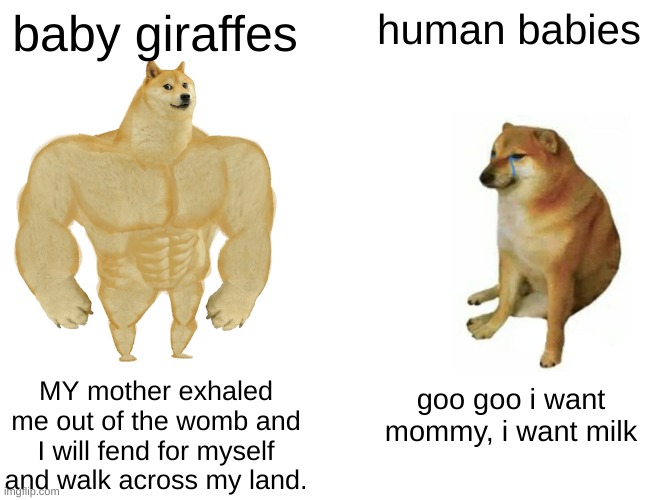 baby giraffes
human babies
MY mother exhaled
me out of the womb and
I will fend for myself
and walk across my land.
goo goo i want
mommy, i want milk
imgflip.com